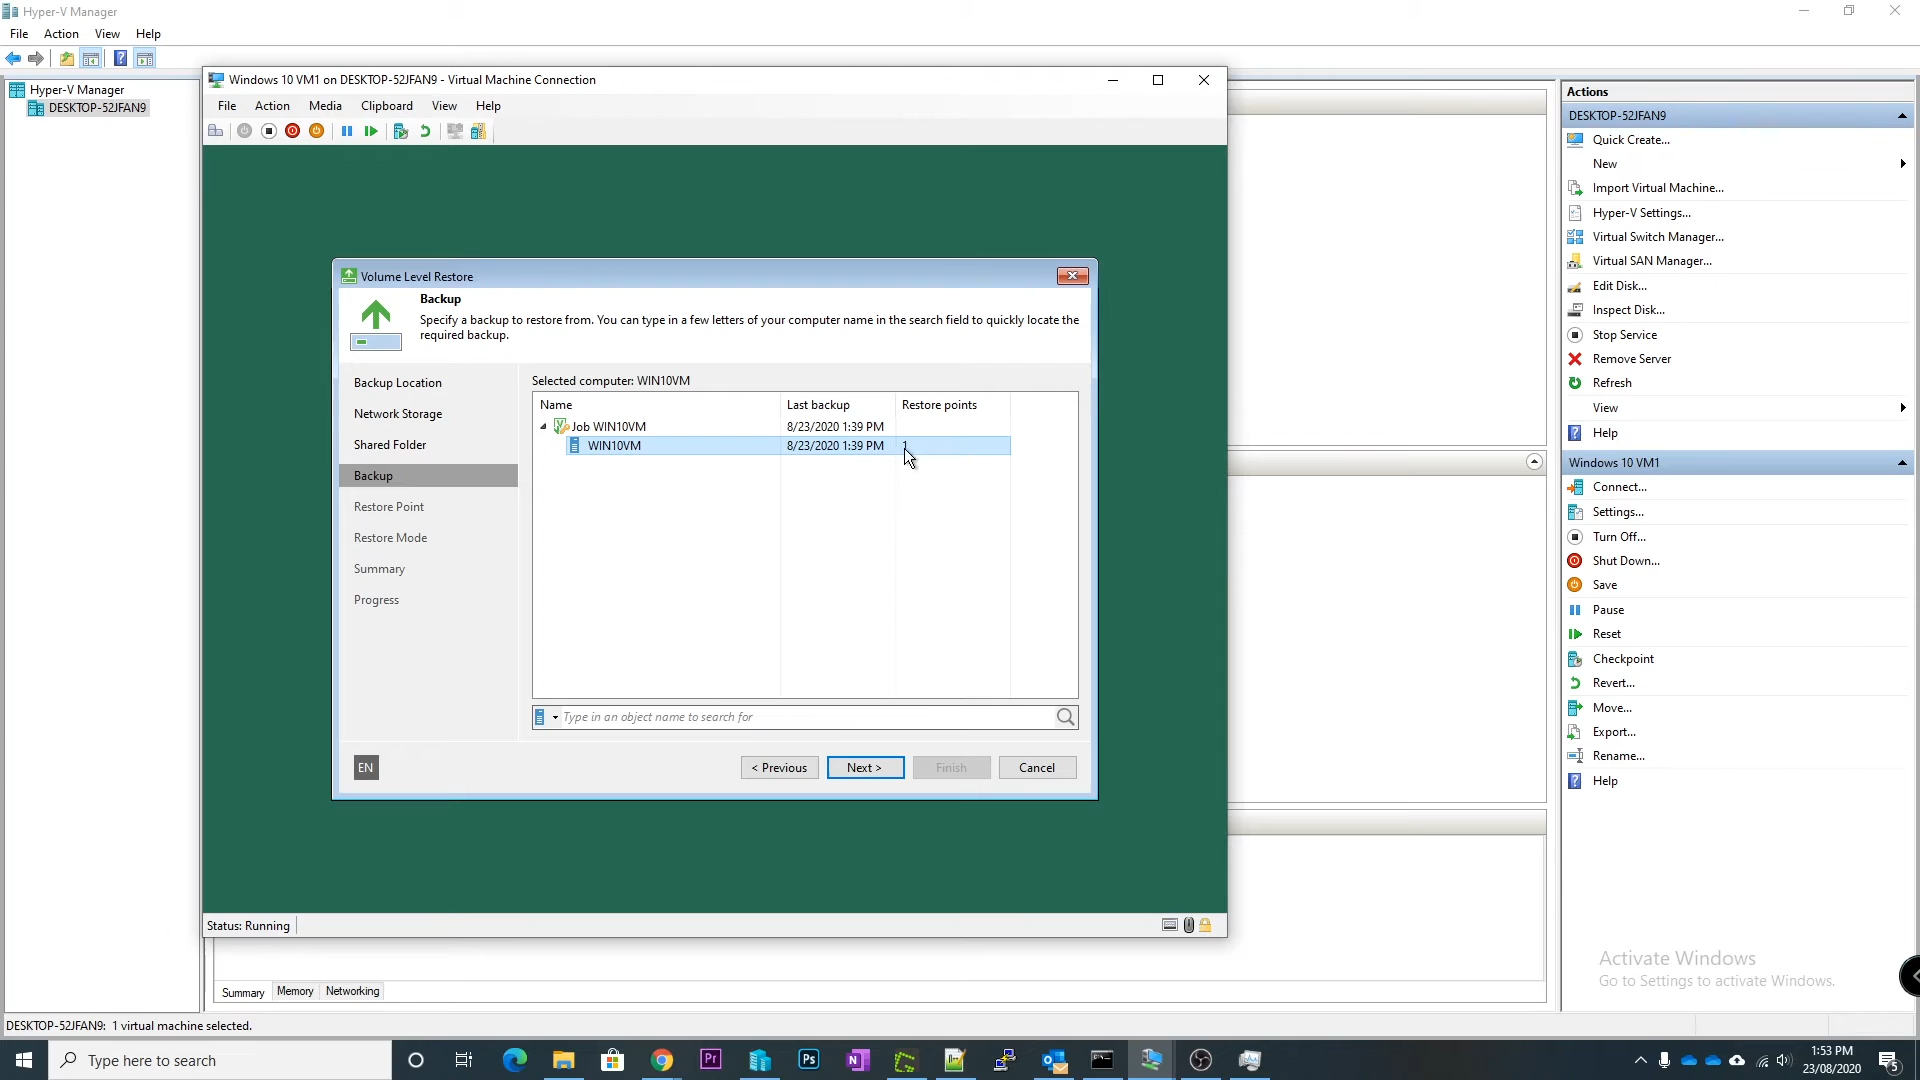 Hyper-V Manager
File Action View Help
Hyper-V Manager
DESKTOP-52JFAN9
Windows 10 VM1 on DESKTOP-52JFAN9 - Virtual Machine Connection
File Action Media Clipboard View Help
Volume Level Restore
Backup
Specify a backup to restore from. You can type in a few letters of your computer name in the search field to quickly locate the
required backup.
Backup Location
Network Storage
Shared Folder
Backup
Restore Point
Restore Mode
Summary
Progress
Selected computer: WIN10VM
Name Last backup Restore points
Job WIN10VM 8/23/2020 1:39 PM
WIN10VM 8/23/2020 1:39 PM 1
Type in an object name to search for
EN
< Previous Next > Finish Cancel
Status: Running
Summary Memory Networking
DESKTOP-52JFAN9: 1 virtual machine selected.
Actions
DESKTOP-52JFAN9
Quick Create...
New
Import Virtual Machine...
Hyper-V Settings...
Virtual Switch Manager...
Virtual SAN Manager...
Edit Disk...
Inspect Disk...
Stop Service
Remove Server
Refresh
View
Help
Windows 10 VM1
Connect...
Settings...
Turn Off...
Shut Down...
Save
Pause
Reset
Checkpoint
Revert...
Move...
Export...
Rename...
Help
Activate Windows
Go to Settings to activate Windows.
Type here to search
Pr
Ps
N
1:53 PM
23/08/2020
5